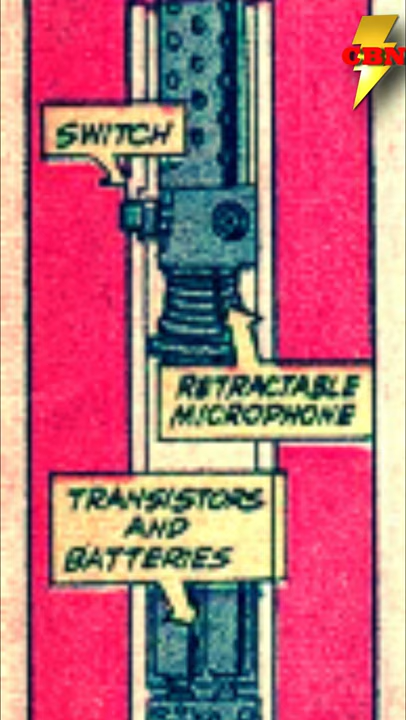 CBN
SWITCH
RETRACTABLE
MICROPHONE
TRANSISTORS
AND
BATTERIES